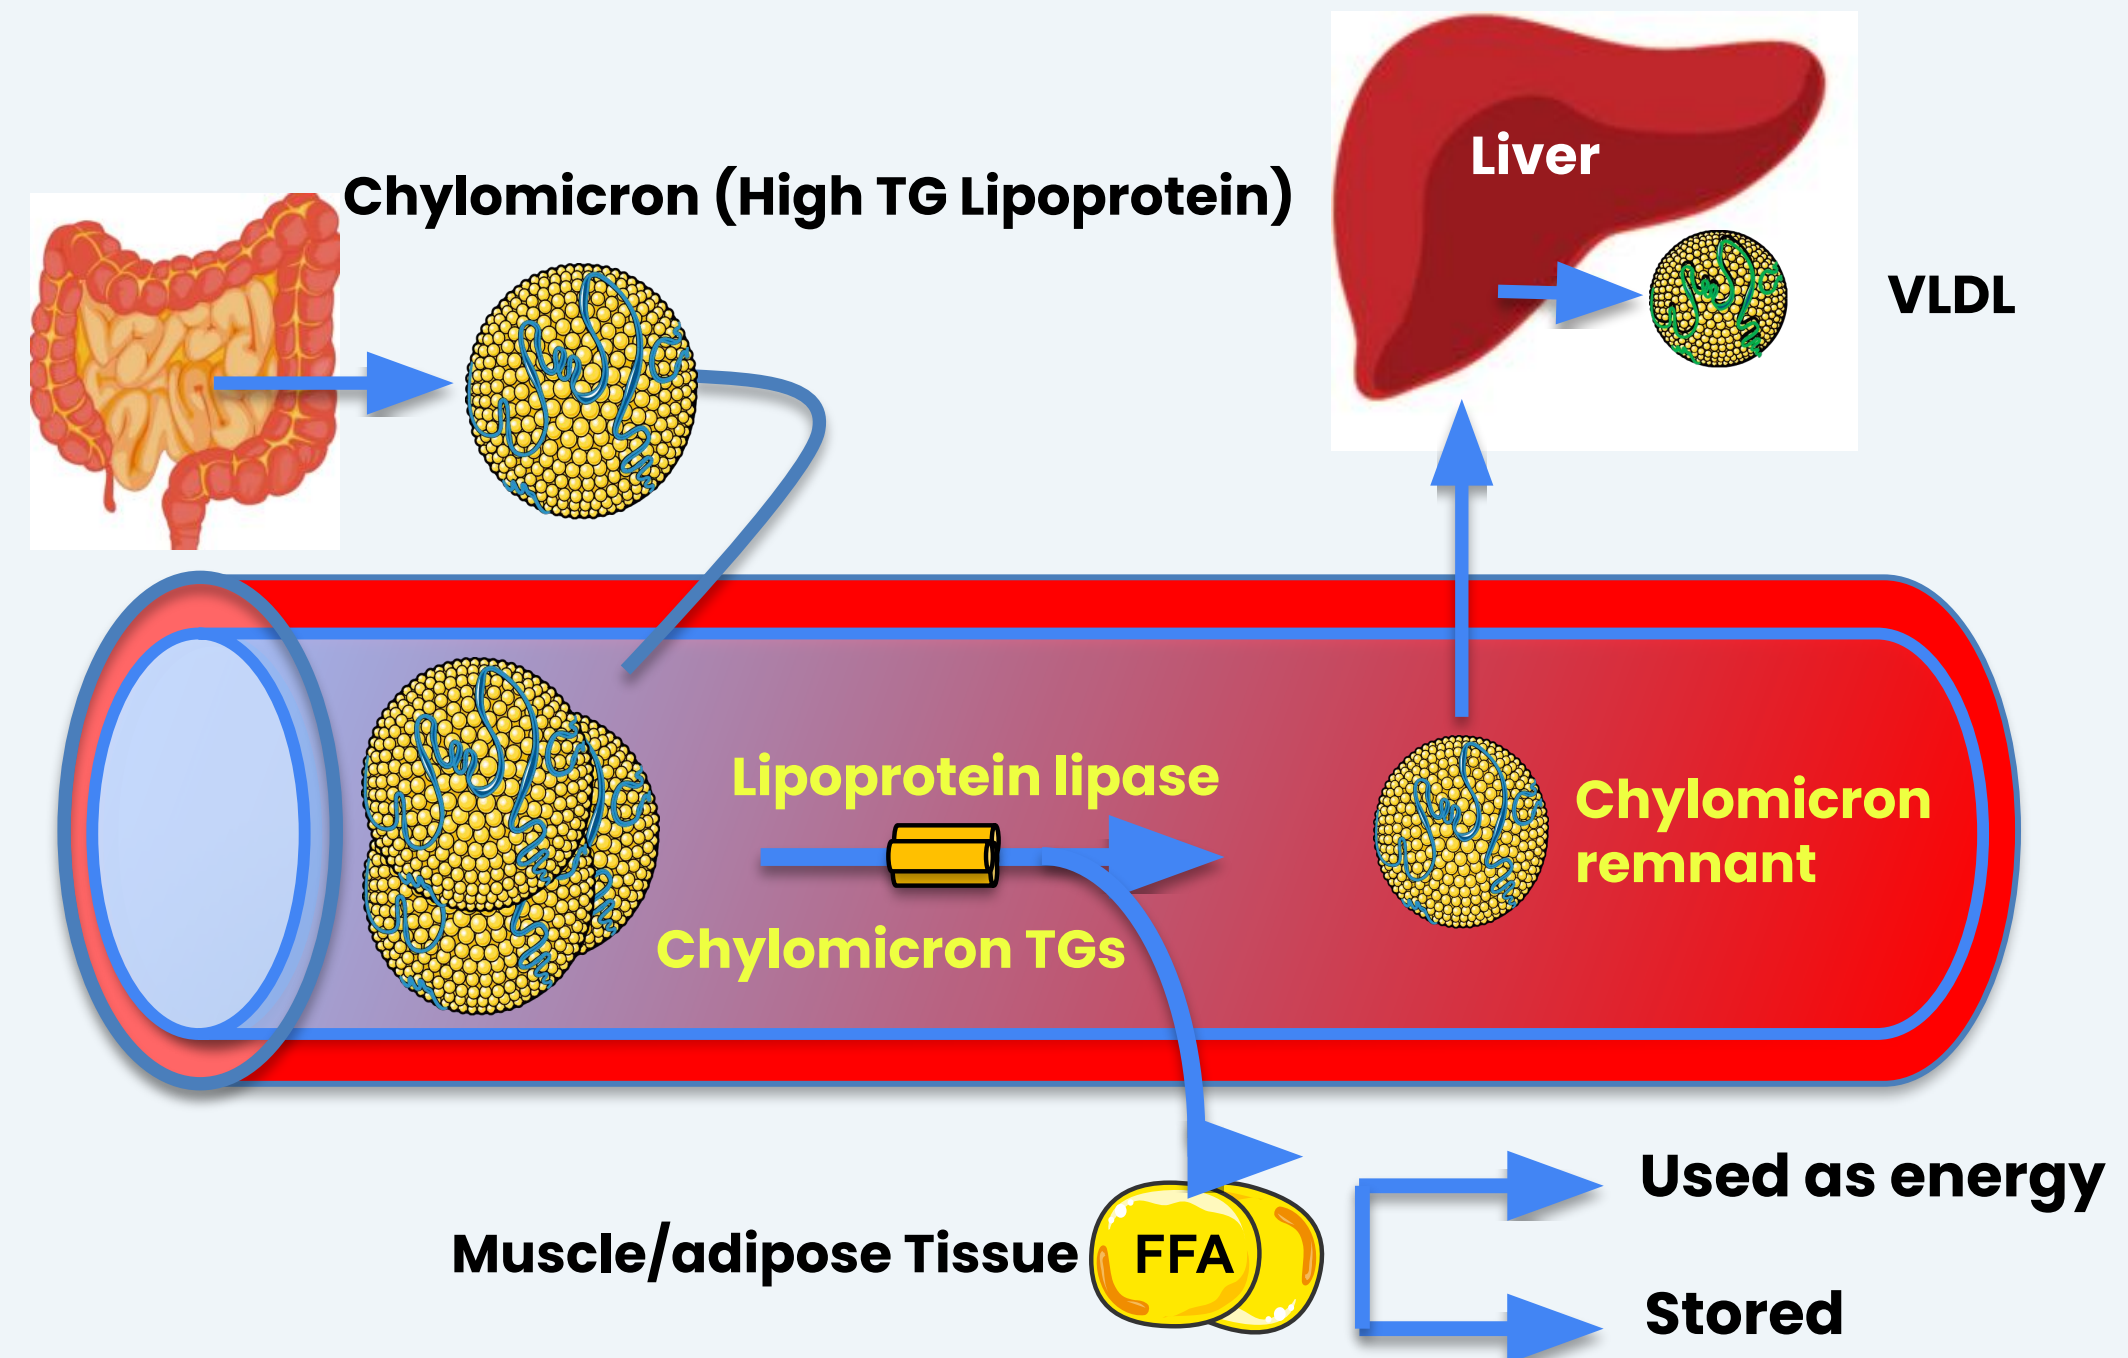 Chylomicron (High TG Lipoprotein)
Liver
VLDL
Lipoprotein lipase
Chylomicron TGs
Chylomicron
remnant
Muscle/adipose Tissue
FFA
Used as energy
Stored